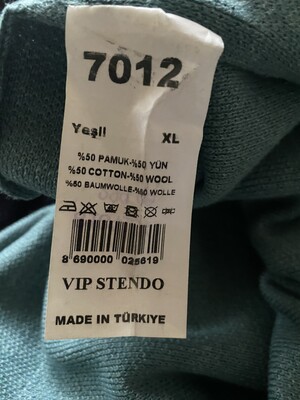 7012
Yeşil XL
%50 PAMUK-%50 YÜN
%50 COTTON-%50 WOOL
%50 BAUMWOLLE-%50 WOLLE
8 690000 025619
VIP STENDO
MADE IN TÜRKIYE